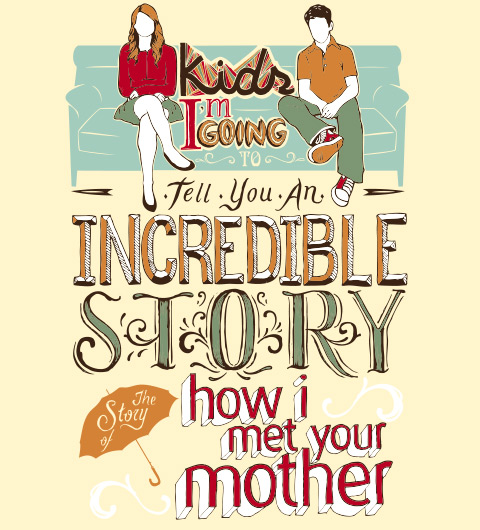 Kids
I'm
GOING
TO
Tell · You · An
INCREDIBLE
STORY
The
Story
of
how i
met your
mother